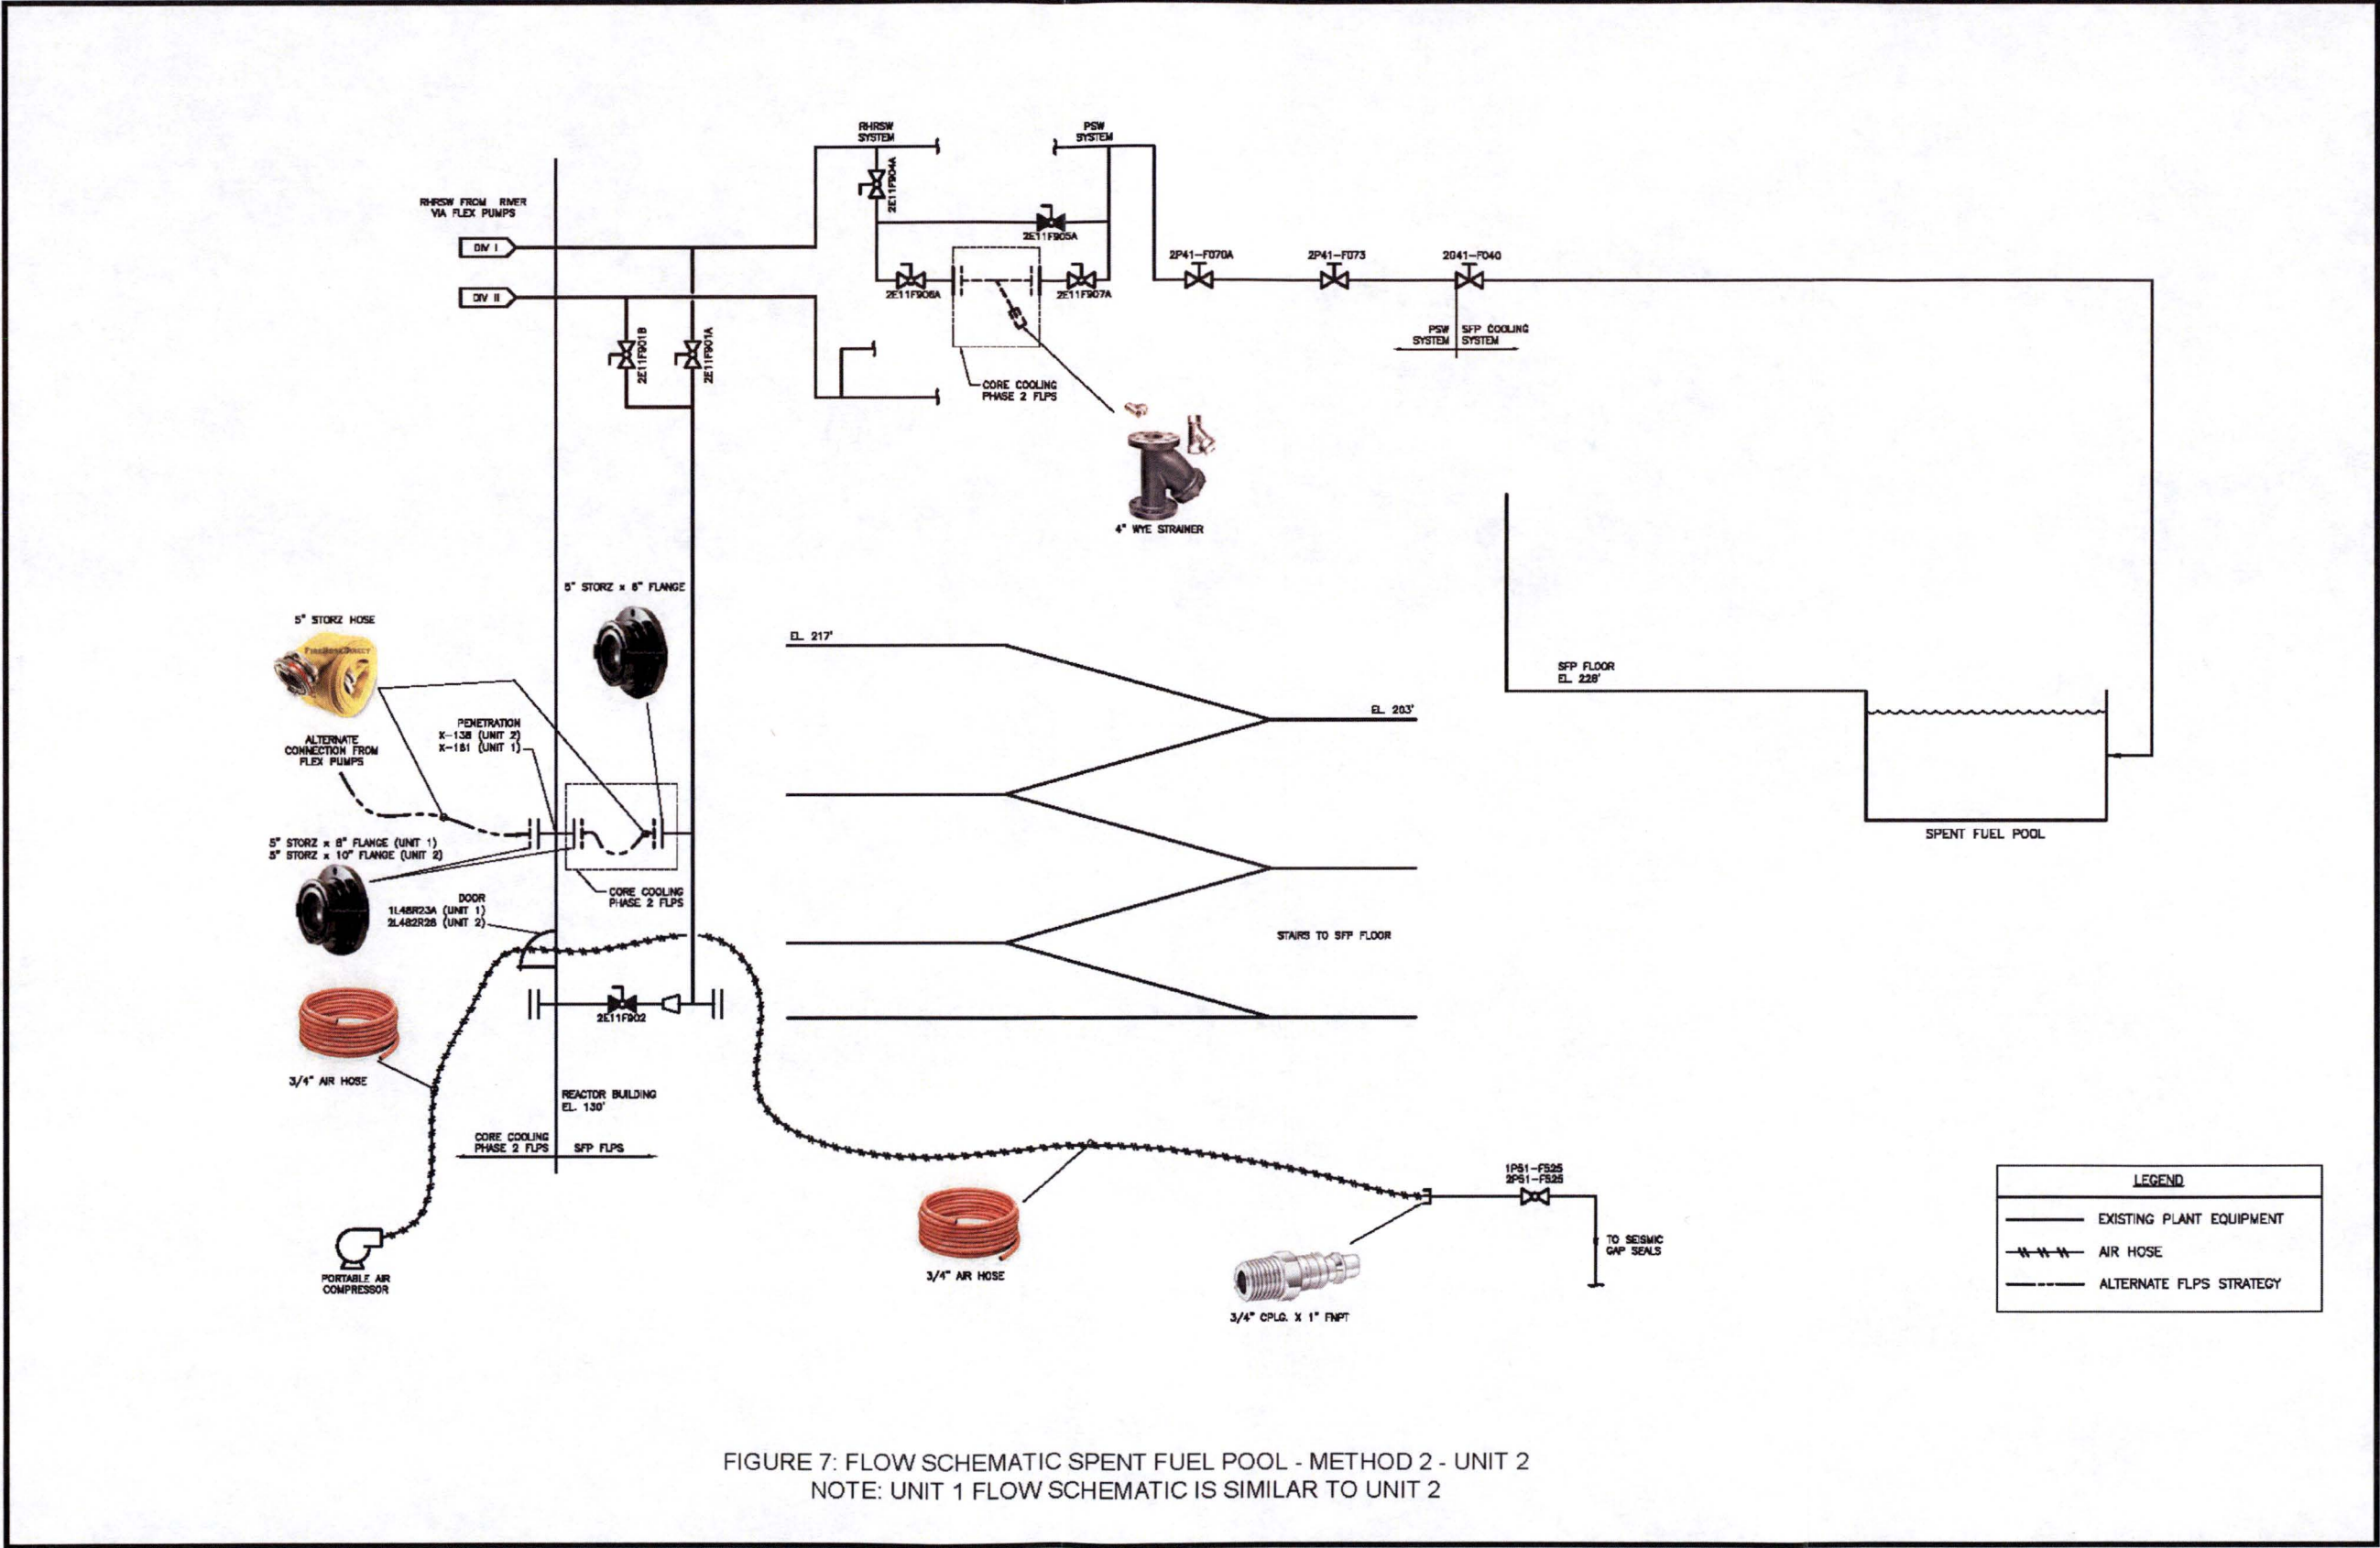 RHRSW
SYSTEM
PSW
SYSTEM
2E11F904A
RHRSW FROM RIVER
VIA FLEX PUMPS
DIV I
DIV II
2E11F905A
2E11F906A
2E11F907A
2P41-F070A
2P41-F073
2G41-F040
PSW
SYSTEM
SFP COOLING
SYSTEM
2E11F901B
2E11F901A
CORE COOLING
PHASE 2 FLPS
4" WYE STRAINER
5" STORZ x 6" FLANGE
5" STORZ HOSE
FIREHOSEDIRECT
EL 217'
EL 203'
SFP FLOOR
EL 228'
PENETRATION
X-138 (UNIT 2)
X-181 (UNIT 1)
ALTERNATE
CONNECTION FROM
FLEX PUMPS
SPENT FUEL POOL
5" STORZ x 8" FLANGE (UNIT 1)
5" STORZ x 10" FLANGE (UNIT 2)
CORE COOLING
PHASE 2 FLPS
DOOR
1L48R23A (UNIT 1)
2L482R28 (UNIT 2)
STAIRS TO SFP FLOOR
2E11F902
3/4" AIR HOSE
REACTOR BUILDING
EL. 130'
CORE COOLING
PHASE 2 FLPS
SFP FLPS
1P51-F525
2P51-F525
TO SEISMIC
GAP SEALS
PORTABLE AIR
COMPRESSOR
3/4" AIR HOSE
3/4" CPLG. X 1" FNPT
LEGEND
EXISTING PLANT EQUIPMENT
AIR HOSE
ALTERNATE FLPS STRATEGY
FIGURE 7: FLOW SCHEMATIC SPENT FUEL POOL - METHOD 2 - UNIT 2
NOTE: UNIT 1 FLOW SCHEMATIC IS SIMILAR TO UNIT 2